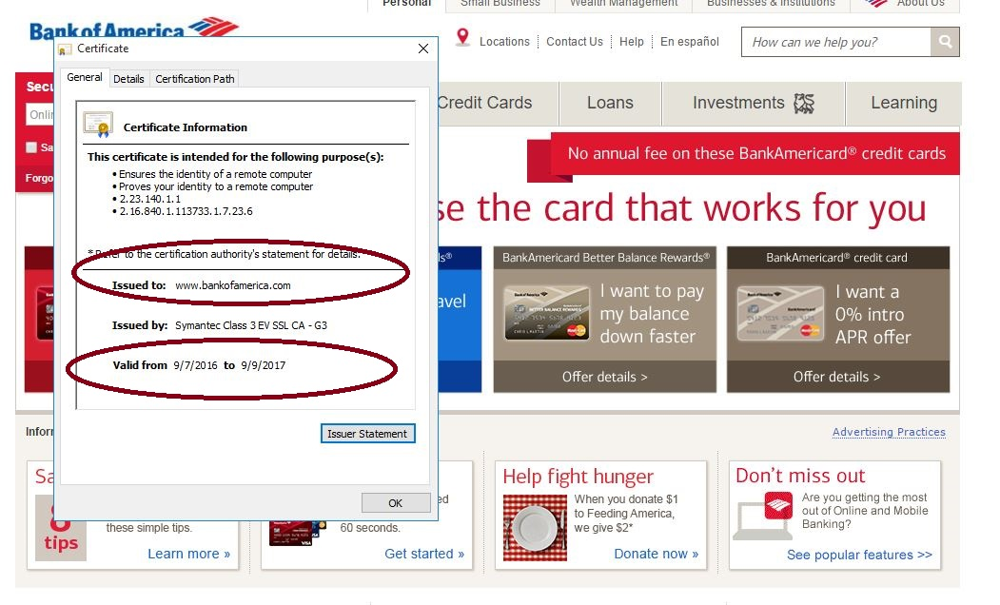 Personal
Small Business
Wealth Management
Businesses & Institutions
About Us
Bank of America
Locations
Contact Us
Help
En español
How can we help you?
Certificate
General
Details
Certification Path
Certificate Information
This certificate is intended for the following purpose(s):
• Ensures the identity of a remote computer
• Proves your identity to a remote computer
• 2.23.140.1.1
• 2.16.840.1.113733.1.7.23.6
* Refer to the certification authority's statement for details.
Issued to: www.bankofamerica.com
Issued by: Symantec Class 3 EV SSL CA - G3
Valid from 9/7/2016 to 9/9/2017
Issuer Statement
OK
Credit Cards
Loans
Investments
Learning
No annual fee on these BankAmericard® credit cards
se the card that works for you
BankAmericard Better Balance Rewards®
I want to pay
my balance
down faster
Offer details >
BankAmericard® credit card
I want a
0% intro
APR offer
Offer details >
Advertising Practices
8
tips
these simple tips.
Learn more »
60 seconds.
Get started »
Help fight hunger
When you donate $1
to Feeding America,
we give $2*
Donate now »
Don't miss out
Are you getting the most
out of Online and Mobile
Banking?
See popular features >>